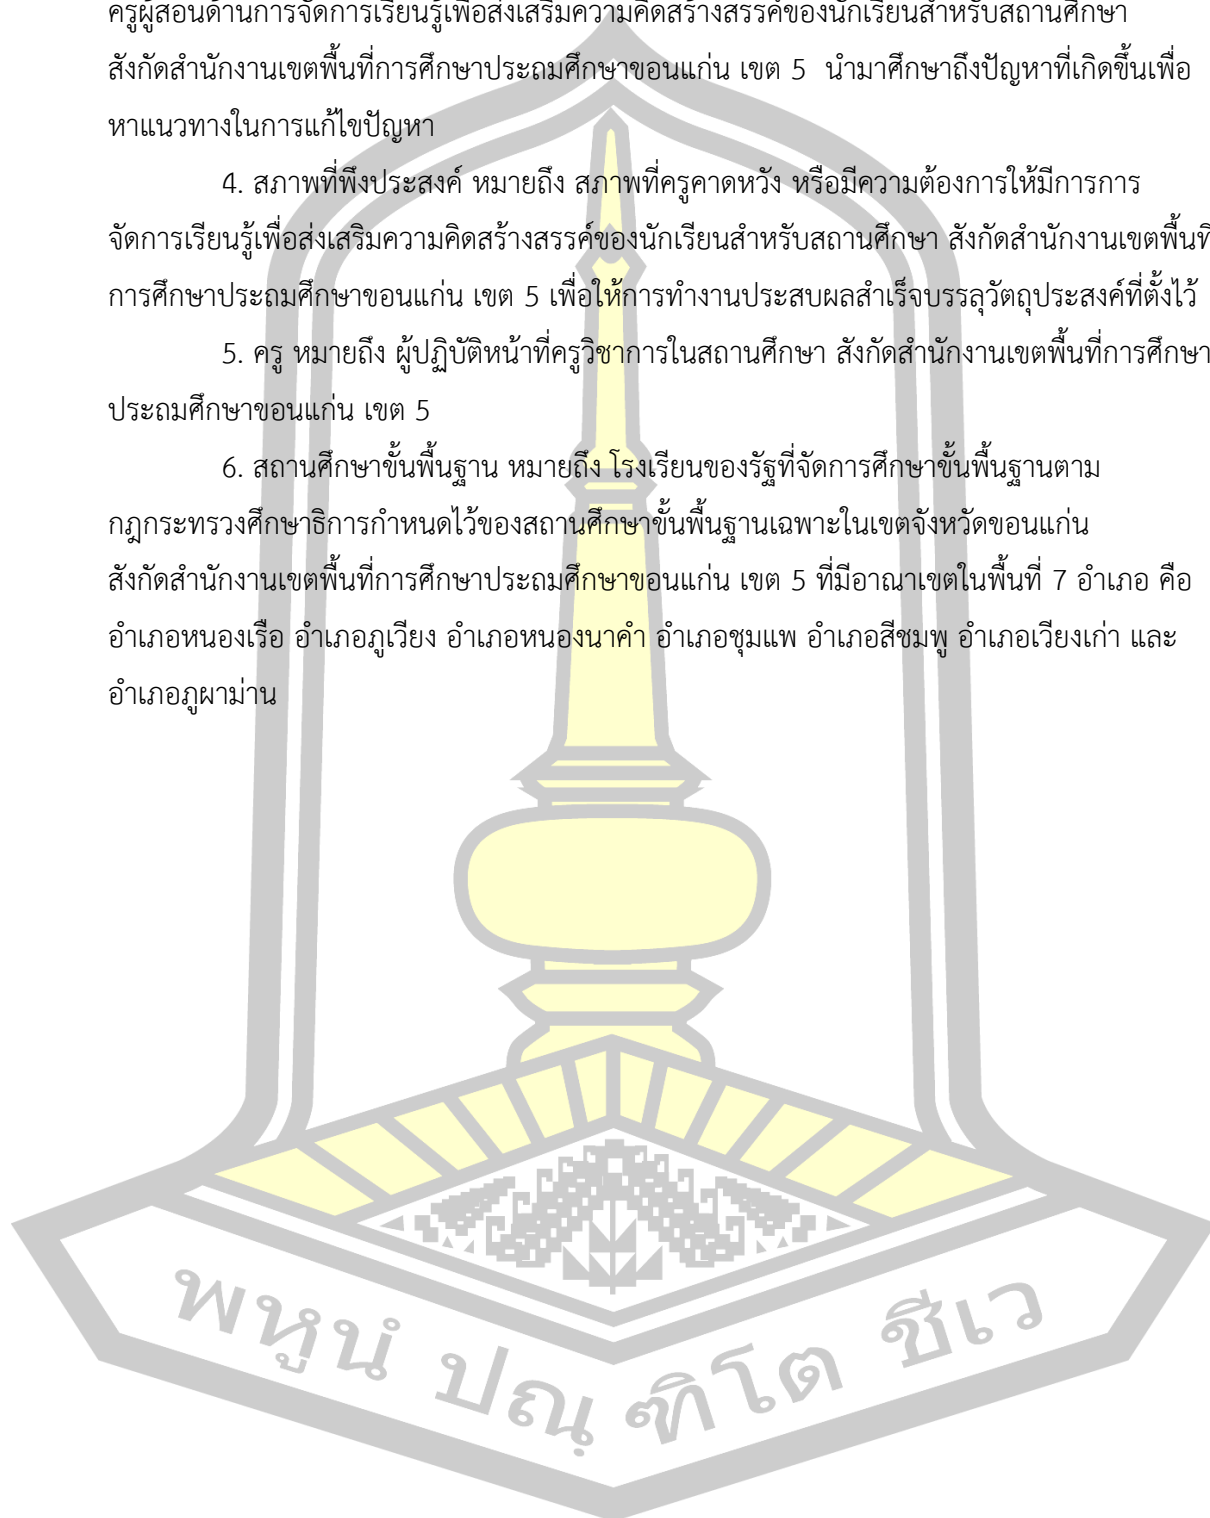 ครูผู้สอนด้านการจัดการเรียนรู้เพื่อส่งเสริมความคิดสร้างสรรค์ของนักเรียนสำหรับสถานศึกษา
สังกัดสำนักงานเขตพื้นที่การศึกษาประถมศึกษาขอนแก่น เขต 5 นำมาศึกษาถึงปัญหาที่เกิดขึ้นเพื่อ
หาแนวทางในการแก้ไขปัญหา
4. สภาพที่พึงประสงค์ หมายถึง สภาพที่ครูคาดหวัง หรือมีความต้องการให้มีการการ
จัดการเรียนรู้เพื่อส่งเสริมความคิดสร้างสรรค์ของนักเรียนสำหรับสถานศึกษา สังกัดสำนักงานเขตพื้นที่
การศึกษาประถมศึกษาขอนแก่น เขต 5 เพื่อให้การทำงานประสบผลสำเร็จบรรลุวัตถุประสงค์ที่ตั้งไว้
5. ครู หมายถึง ผู้ปฏิบัติหน้าที่ครูวิชาการในสถานศึกษา สังกัดสำนักงานเขตพื้นที่การศึกษา
ประถมศึกษาขอนแก่น เขต 5
6. สถานศึกษาขั้นพื้นฐาน หมายถึง โรงเรียนของรัฐที่จัดการศึกษาขั้นพื้นฐานตาม
กฎกระทรวงศึกษาธิการกำหนดไว้ของสถานศึกษาขั้นพื้นฐานเฉพาะในเขตจังหวัดขอนแก่น
สังกัดสำนักงานเขตพื้นที่การศึกษาประถมศึกษาขอนแก่น เขต 5 ที่มีอาณาเขตในพื้นที่ 7 อำเภอ คือ
อำเภอหนองเรือ อำเภอภูเวียง อำเภอหนองนาคำ อำเภอชุมแพ อำเภอสีชมพู อำเภอเวียงเก่า และ
อำเภอภูผาม่าน
พหูนํ ปณฺ ฑิโต ชีเว